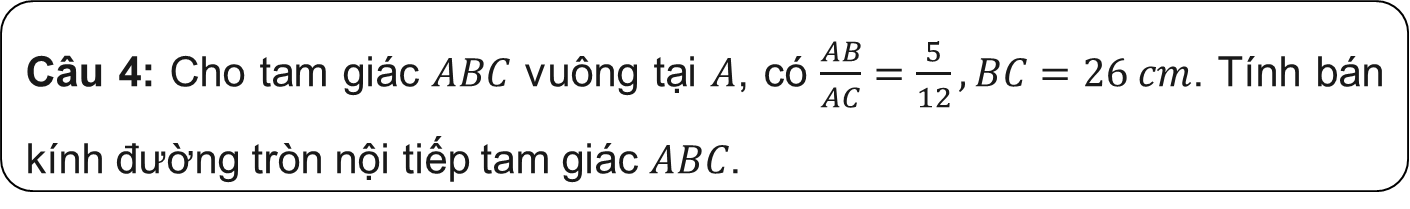 Câu 4: Cho tam giác ABC vuông tại A, có AB/AC = 5/12, BC = 26 cm. Tính bán
kính đường tròn nội tiếp tam giác ABC.